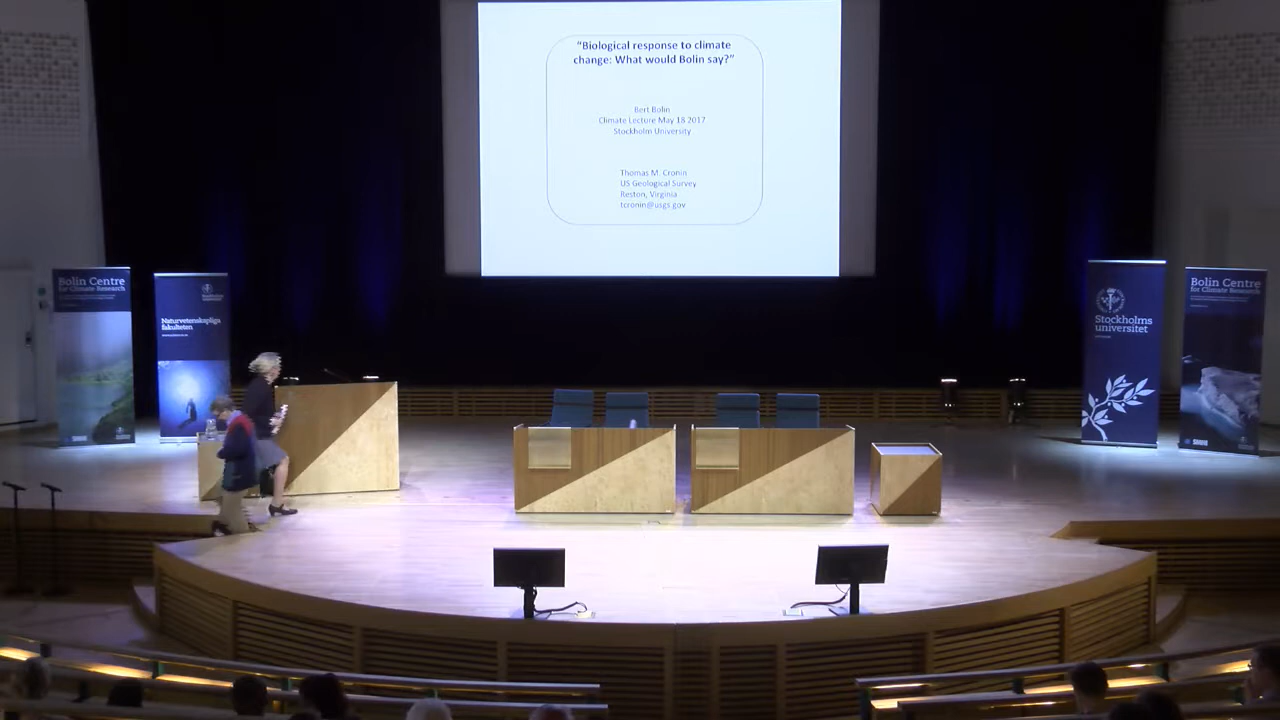 "Biological response to climate
change: What would Bolin say?"
Bert Bolin
Climate Lecture May 18 2017
Stockholm University
Thomas M. Cronin
US Geological Survey
Reston, Virginia
tcronin@usgs.gov
Bolin Centre
for Climate Research
Naturvetenskapliga
fakulteten
Stockholms
universitet
Bolin Centre
for Climate Research